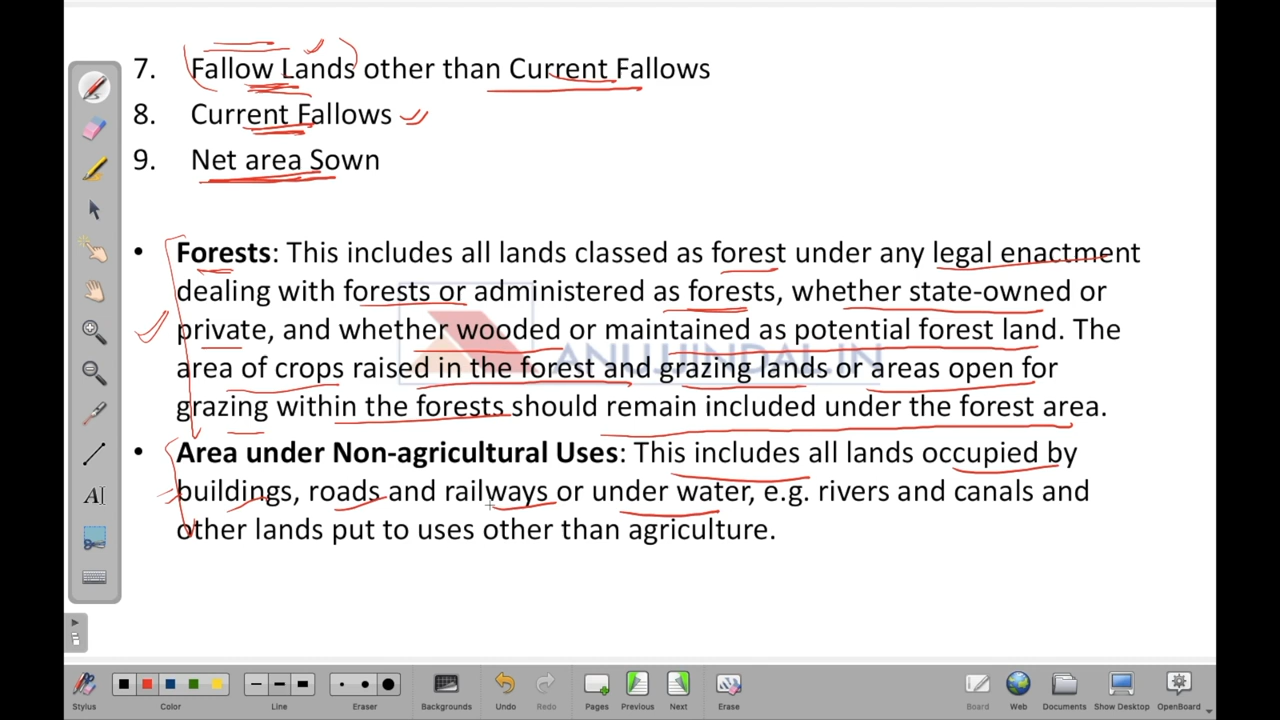 7. Fallow Lands other than Current Fallows
8. Current Fallows
9. Net area Sown
• Forests: This includes all lands classed as forest under any legal enactment
dealing with forests or administered as forests, whether state-owned or
private, and whether wooded or maintained as potential forest land. The
area of crops raised in the forest and grazing lands or areas open for
grazing within the forests should remain included under the forest area.
• Area under Non-agricultural Uses: This includes all lands occupied by
buildings, roads and railways or under water, e.g. rivers and canals and
other lands put to uses other than agriculture.
ANUJJINDAL.IN
A
Stylus Color Line Eraser Backgrounds Undo Redo Pages Previous Next Erase Board Web Documents Show Desktop OpenBoard